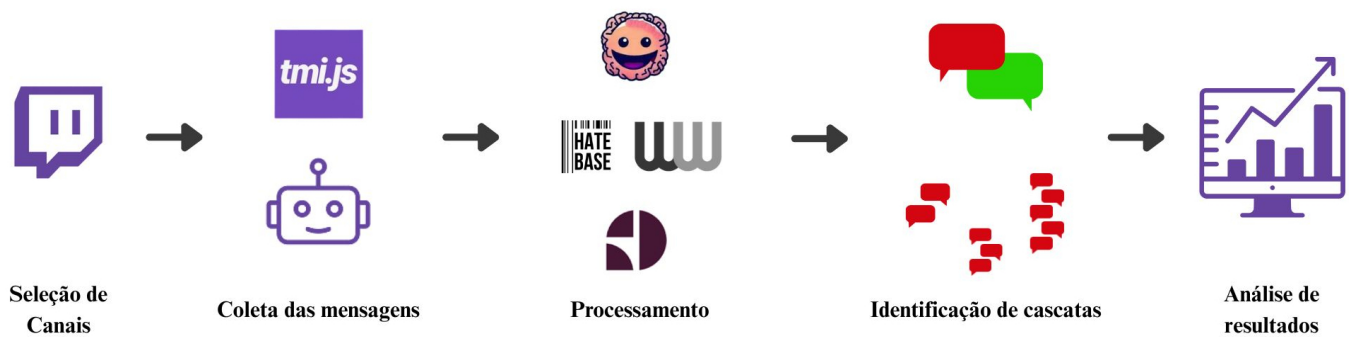 tmi.js
HATE
BASE
Seleção de
Canais
Coleta das mensagens
Processamento
Identificação de cascatas
Análise de
resultados